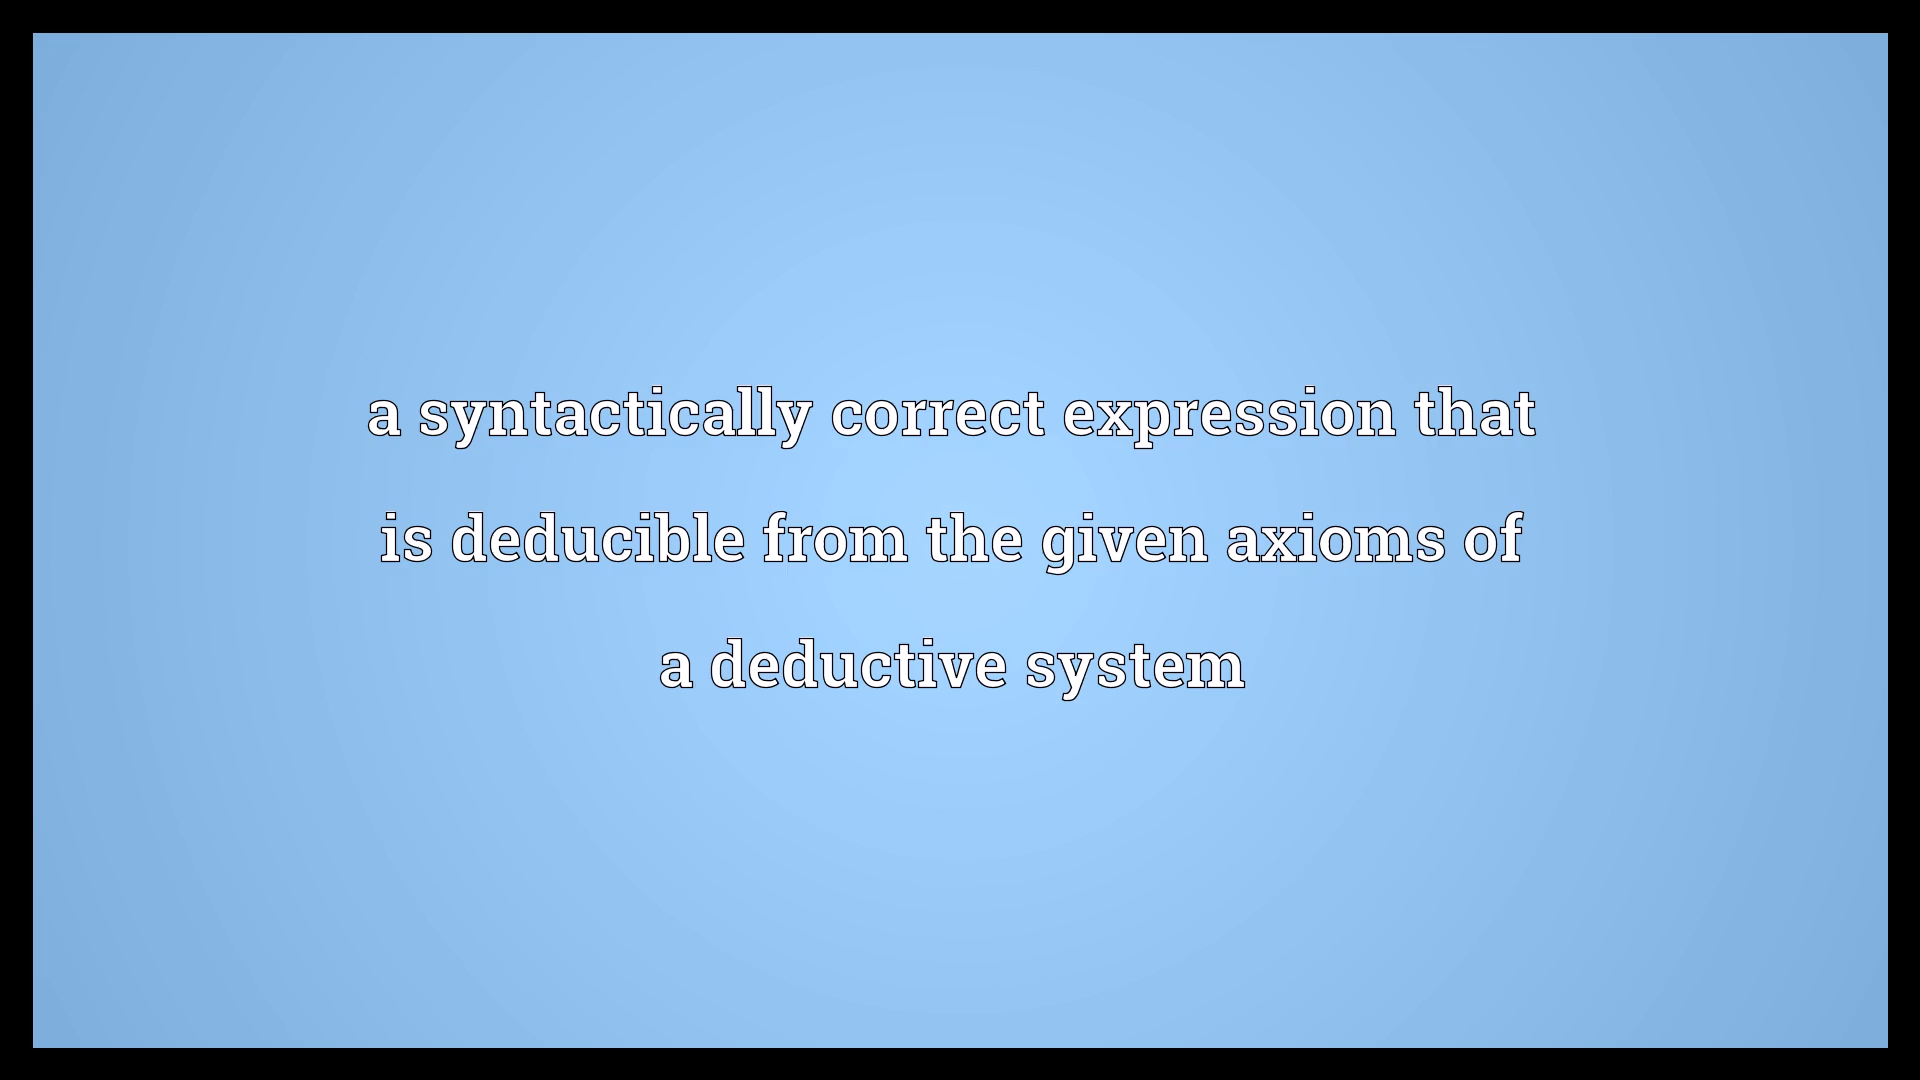 a syntactically correct expression that
is deducible from the given axioms of
a deductive system